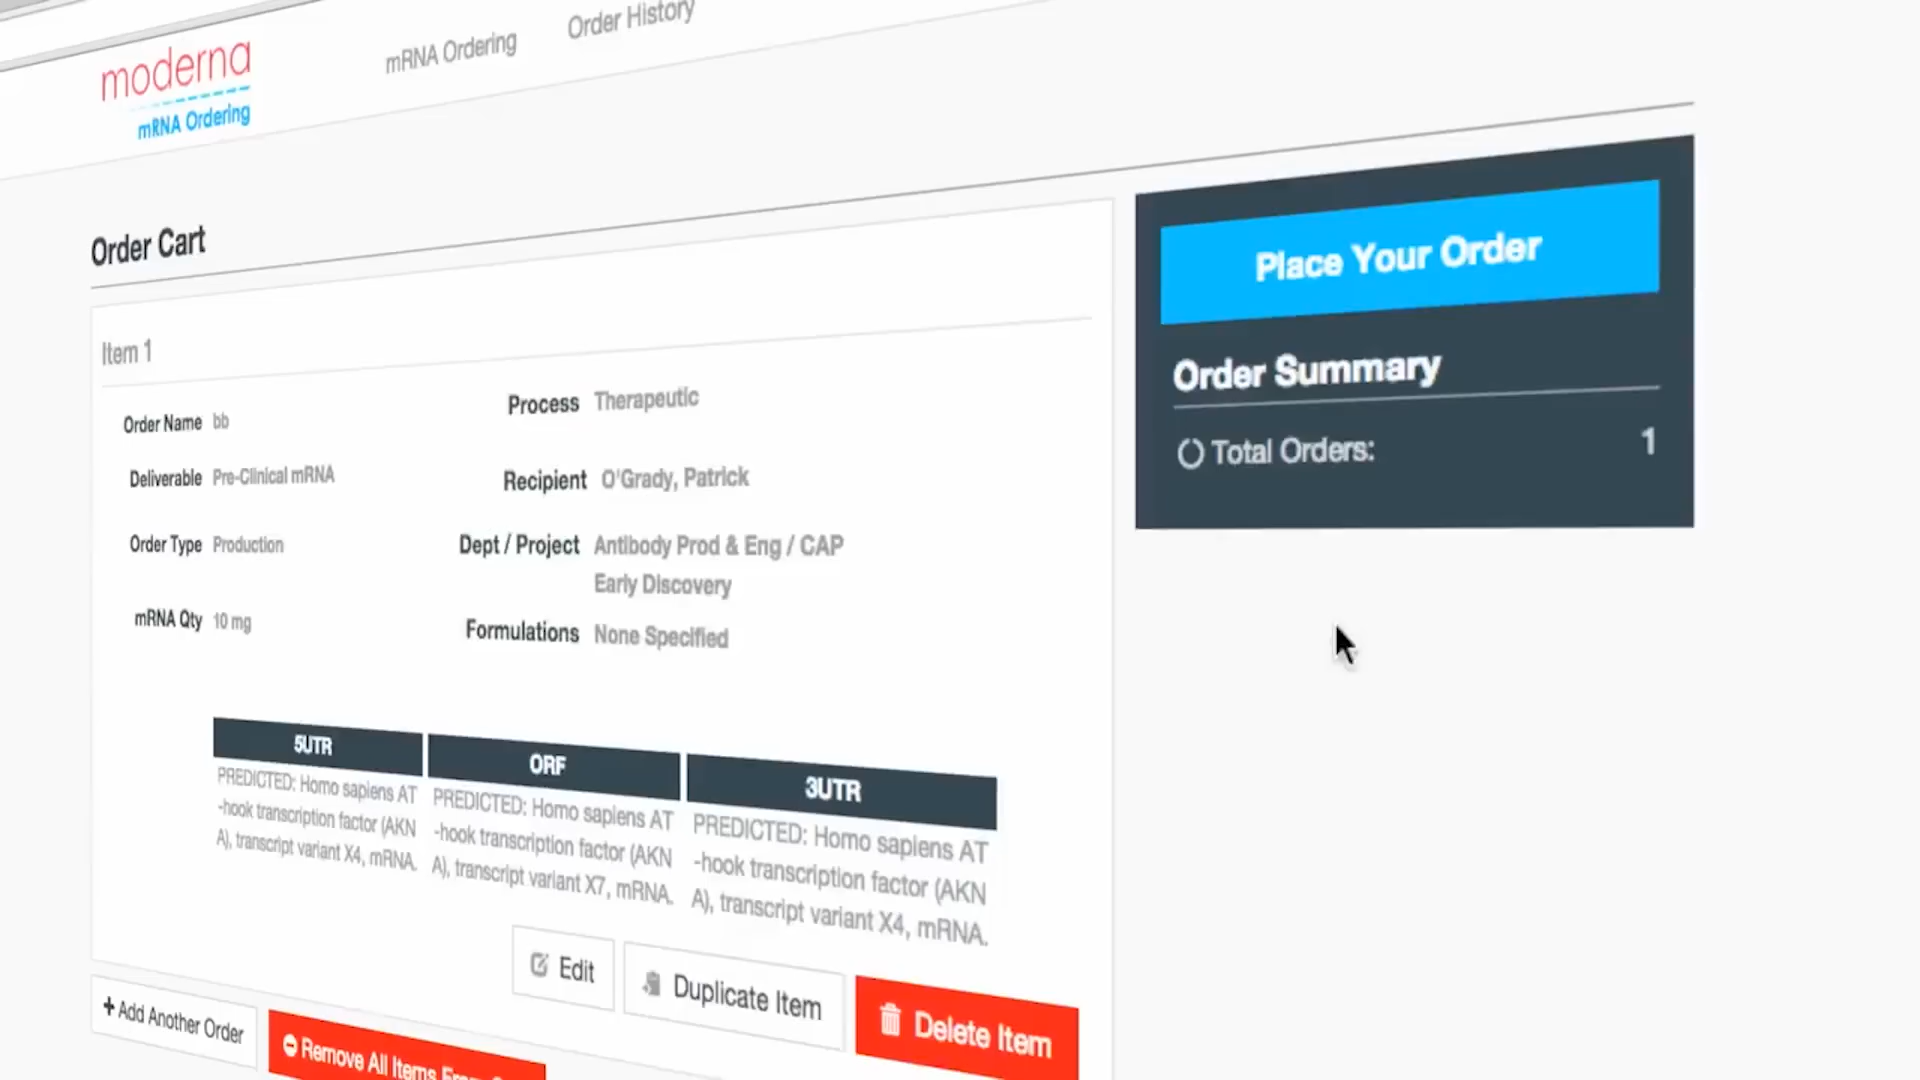 moderna
mRNA Ordering
mRNA Ordering
Order History
Order Cart
Place Your Order
Order Summary
Total Orders: 1
Item 1
Order Name bb
Deliverable Pre-Clinical mRNA
Order Type Production
mRNA Qty 10 mg
Process Therapeutic
Recipient O'Grady, Patrick
Dept / Project Antibody Prod & Eng / CAP
Early Discovery
Formulations None Specified
5UTR
PREDICTED: Homo sapiens AT
-hook transcription factor (AKN
A), transcript variant X4, mRNA.
ORF
PREDICTED: Homo sapiens AT
-hook transcription factor (AKN
A), transcript variant X7, mRNA.
3UTR
PREDICTED: Homo sapiens AT
-hook transcription factor (AKN
A), transcript variant X4, mRNA.
Edit
Duplicate Item
Delete Item
+ Add Another Order
Remove All Items